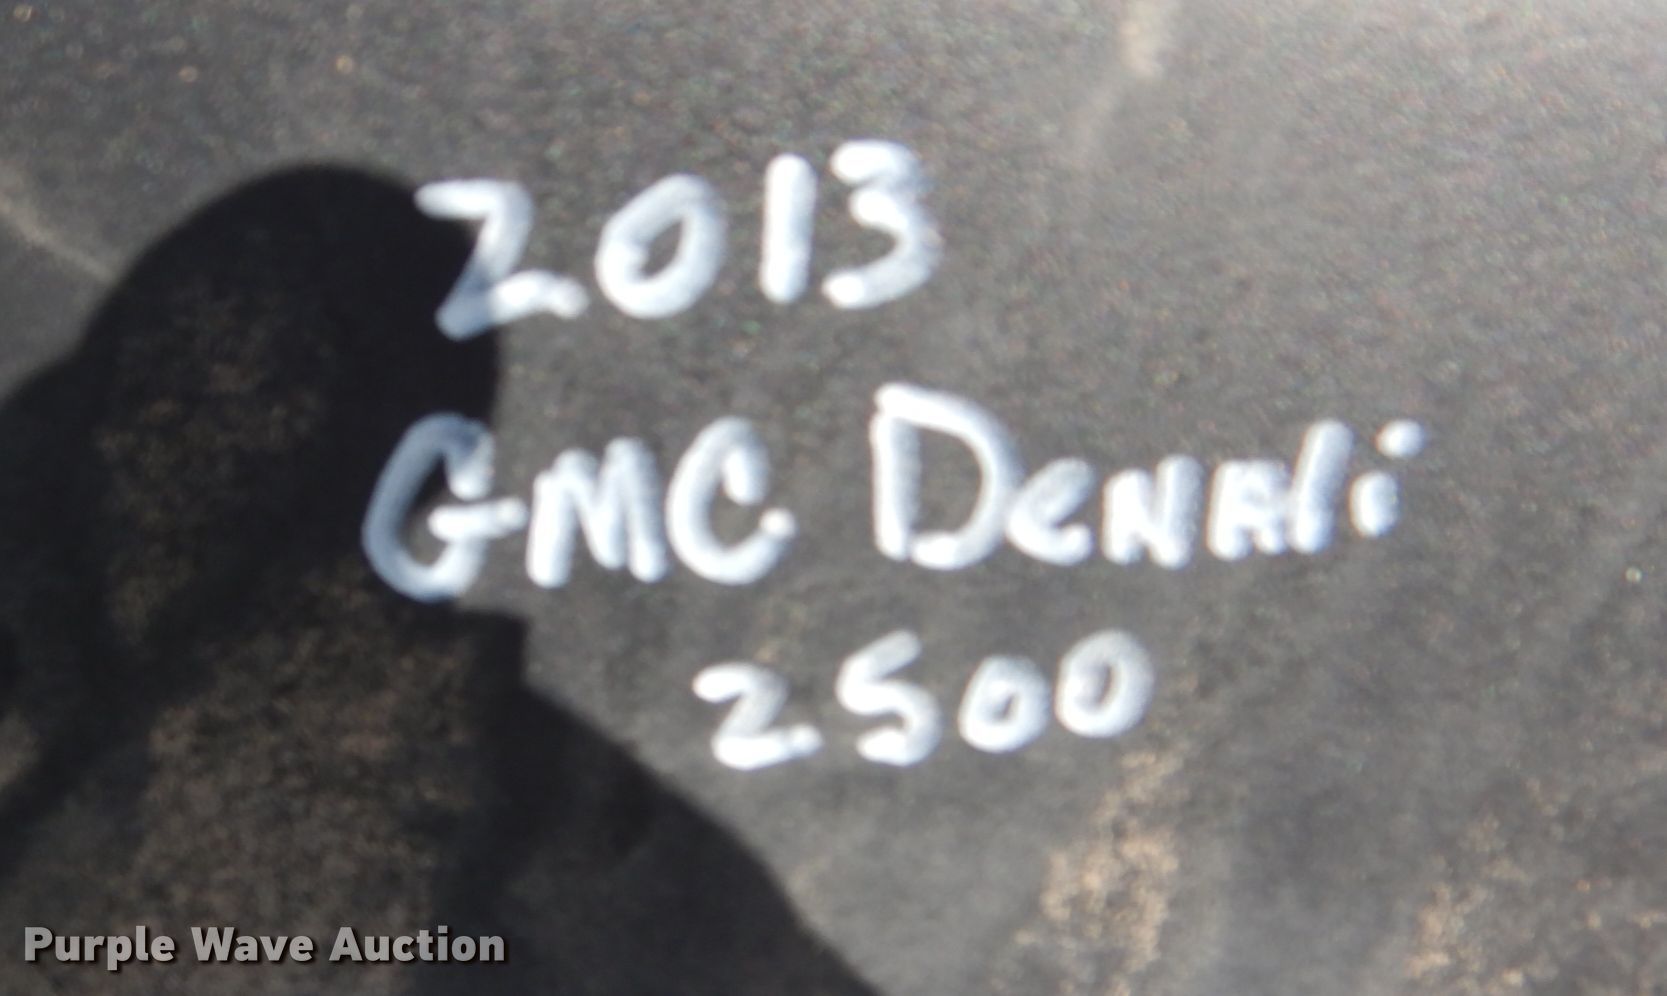 2013
GMC Denali
2500
Purple Wave Auction